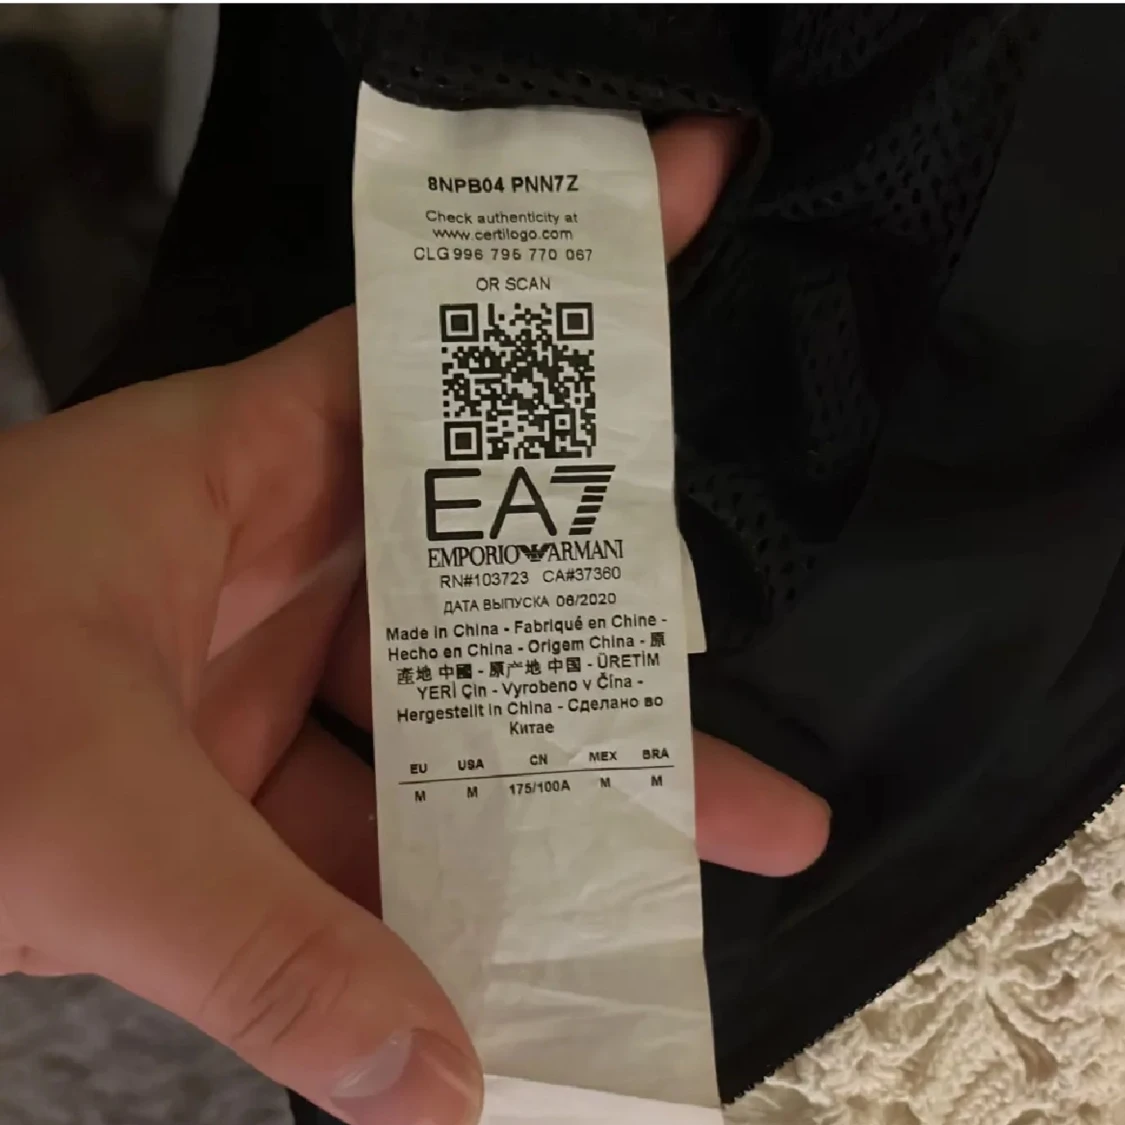 8NPB04 PNN7Z
Check authenticity at
www.certilogo.com
CLG 996 795 770 067
OR SCAN
EA7
EMPORIO ARMANI
RN#103723 CA#37360
ДАТА ВЫПУСКА 06/2020
Made in China - Fabriqué en Chine -
Hecho en China - Origem China - 原
產地 中國 - 原产地 中国 - ÜRETİM
YERİ Çin - Vyrobeno v Čína -
Hergestellt in China - Сделано во
Китае
EU USA CN MEX BRA
M M 175/100A M M